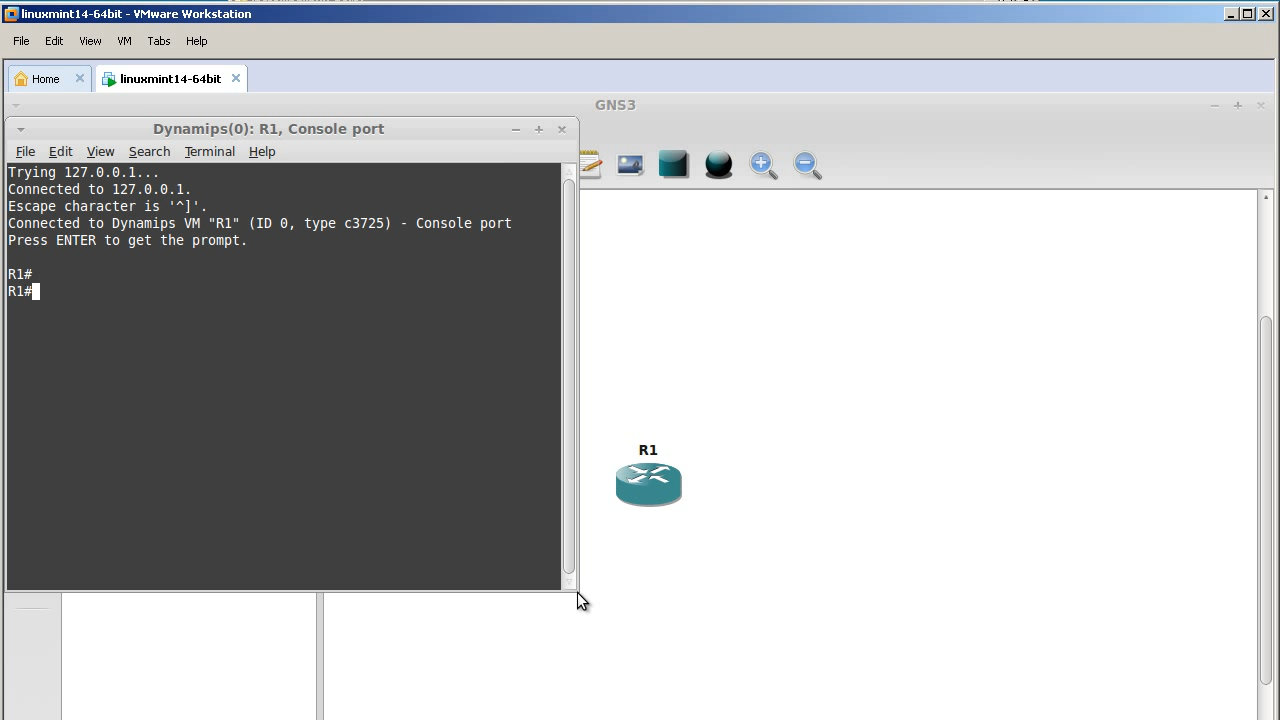 linuxmint14-64bit - VMware Workstation
File Edit View VM Tabs Help
Home linuxmint14-64bit
GNS3
Dynamips(0): R1, Console port
File Edit View Search Terminal Help
Trying 127.0.0.1...
Connected to 127.0.0.1.
Escape character is '^]'.
Connected to Dynamips VM "R1" (ID 0, type c3725) - Console port
Press ENTER to get the prompt.
R1#
R1#
R1